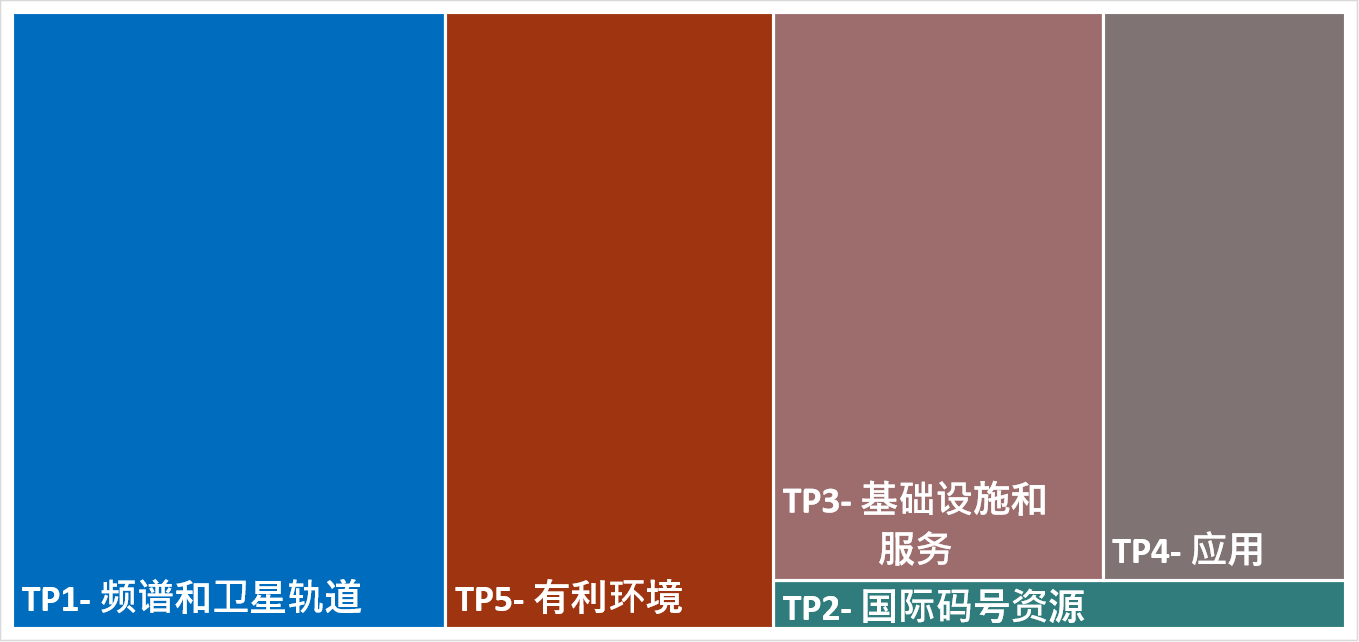 TP1- 频谱和卫星轨道
TP5- 有利环境
TP3- 基础设施和
服务
TP4- 应用
TP2- 国际码号资源